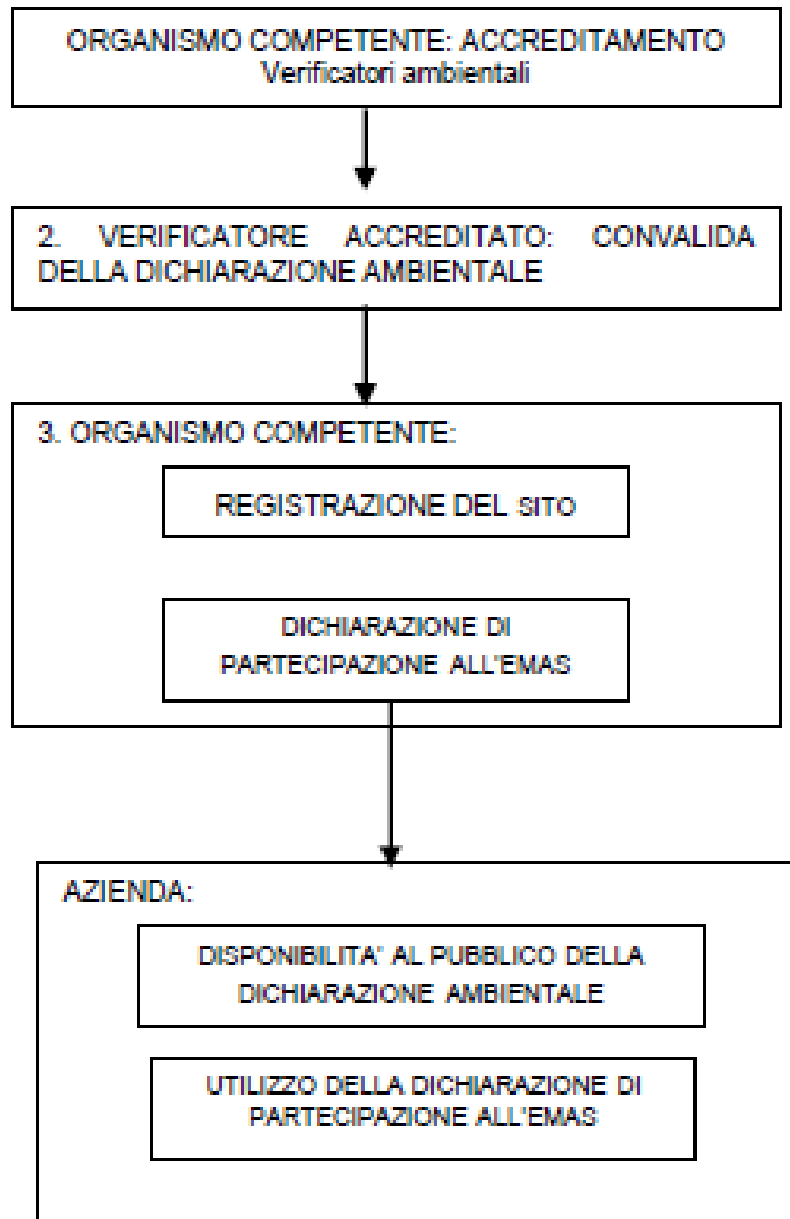 ORGANISMO COMPETENTE: ACCREDITAMENTO
Verificatori ambientali
2. VERIFICATORE ACCREDITATO: CONVALIDA
DELLA DICHIARAZIONE AMBIENTALE
3. ORGANISMO COMPETENTE:
REGISTRAZIONE DEL SITO
DICHIARAZIONE DI
PARTECIPAZIONE ALL'EMAS
AZIENDA:
DISPONIBILITA' AL PUBBLICO DELLA
DICHIARAZIONE AMBIENTALE
UTILIZZO DELLA DICHIARAZIONE DI
PARTECIPAZIONE ALL'EMAS